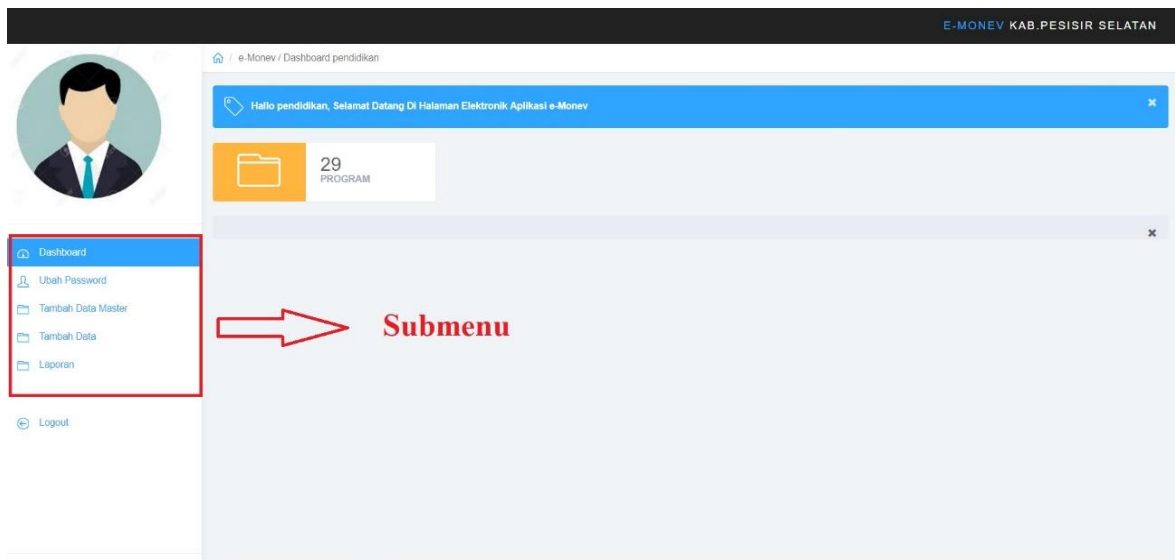 E-MONEV KAB.PESISIR SELATAN
/ e-Monev / Dashboard pendidikan
Hallo pendidikan, Selamat Datang Di Halaman Elektronik Aplikasi e-Monev
29
PROGRAM
Dashboard
Ubah Password
Tambah Data Master
Tambah Data
Laporan
Submenu
Logout